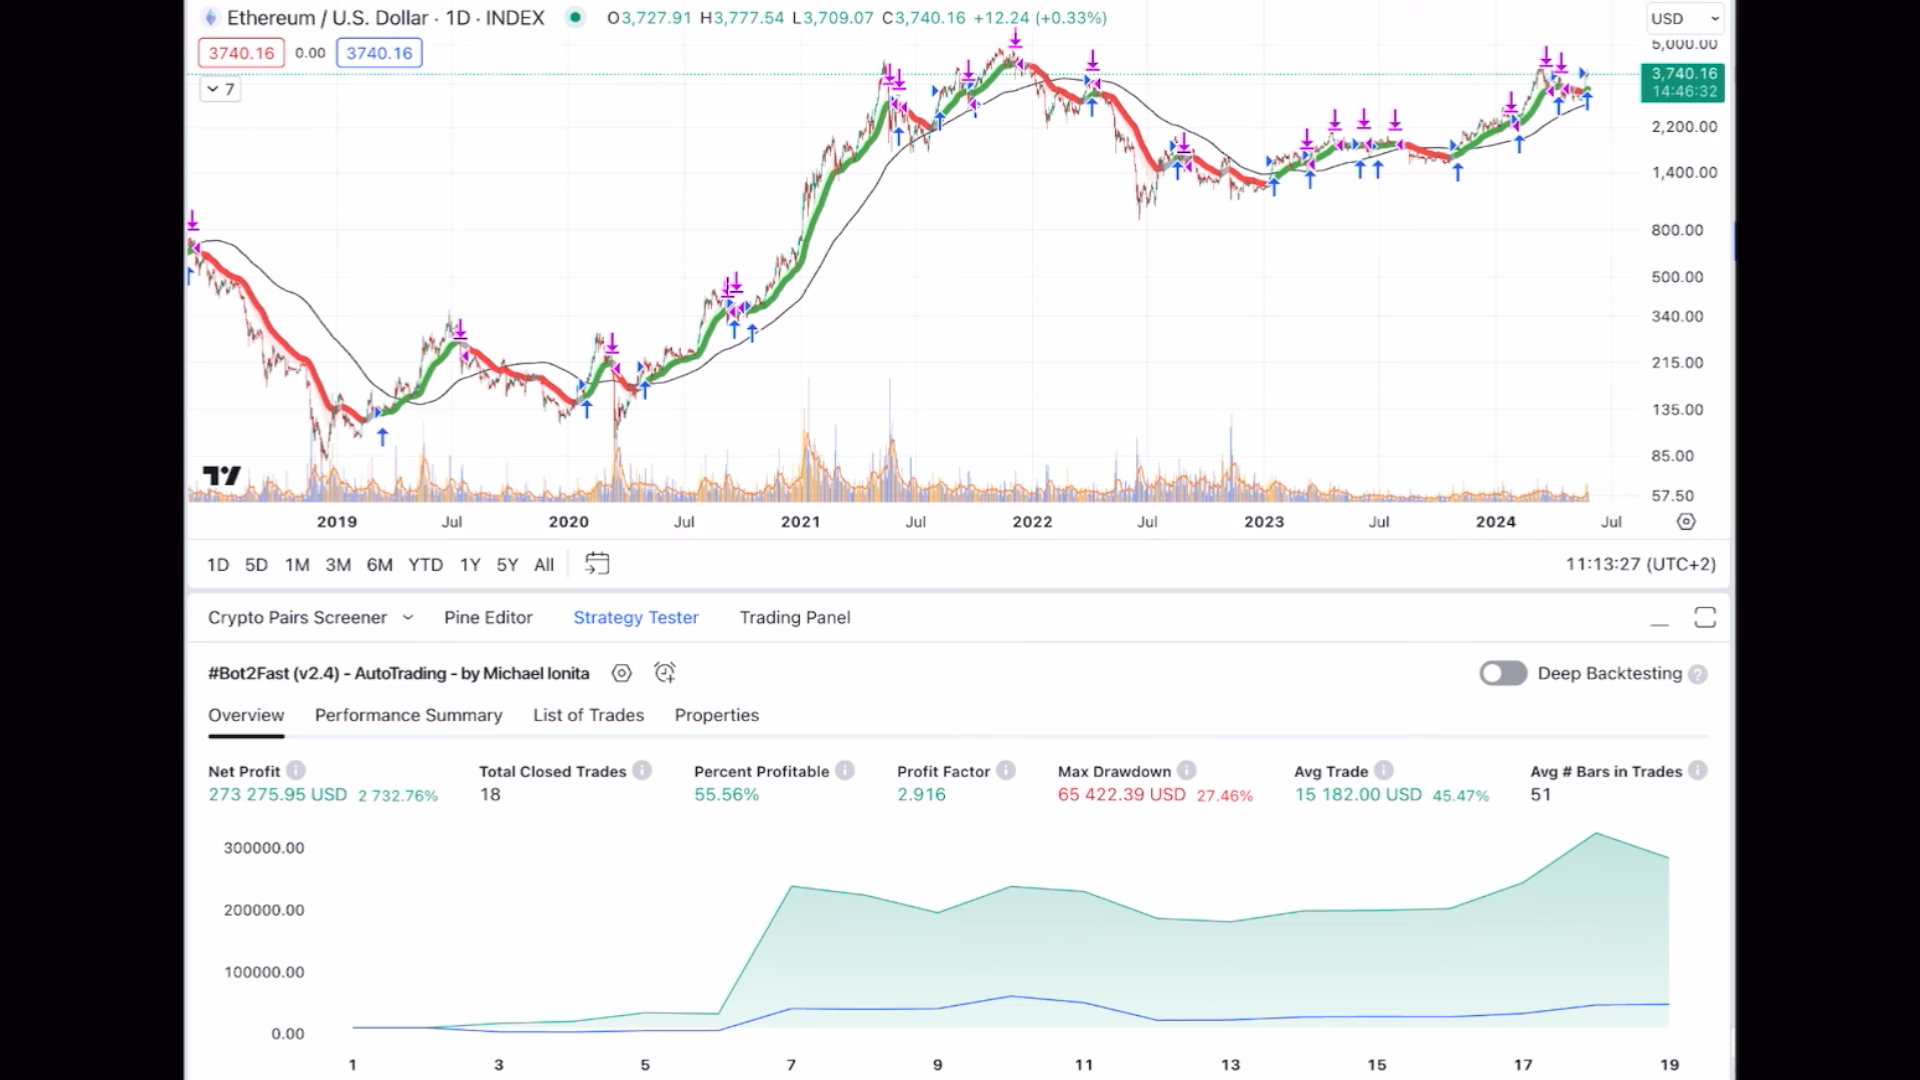 Ethereum / U.S. Dollar · 1D · INDEX O3,727.91 H3,777.54 L3,709.07 C3,740.16 +12.24 (+0.33%)
USD
3740.16 0.00 3740.16
7
5,000.00
3,740.16
14:46:32
2,200.00
1,400.00
800.00
500.00
340.00
215.00
135.00
85.00
57.50
2019 Jul 2020 Jul 2021 Jul 2022 Jul 2023 Jul 2024 Jul
1D 5D 1M 3M 6M YTD 1Y 5Y All 11:13:27 (UTC+2)
Crypto Pairs Screener Pine Editor Strategy Tester Trading Panel
#Bot2Fast (v2.4) - AutoTrading - by Michael Ionita Deep Backtesting
Overview Performance Summary List of Trades Properties
Net Profit Total Closed Trades Percent Profitable Profit Factor Max Drawdown Avg Trade Avg # Bars in Trades
273 275.95 USD 2 732.76% 18 55.56% 2.916 65 422.39 USD 27.46% 15 182.00 USD 45.47% 51
300000.00
200000.00
100000.00
0.00
1 3 5 7 9 11 13 15 17 19